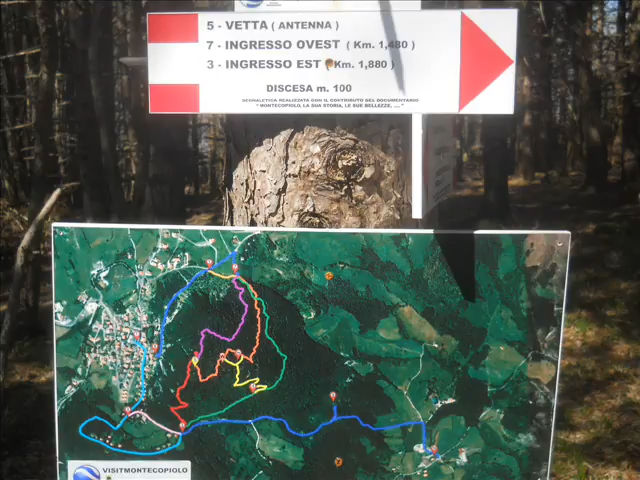 5 - VETTA ( ANTENNA )
7 - INGRESSO OVEST ( Km. 1,480 )
3 - INGRESSO EST ( Km. 1,880 )
DISCESA m. 100
SEGNALETICA REALIZZATA CON IL CONTRIBUTO DEL DOCUMENTARIO
" MONTECOPIOLO, LA SUA STORIA, LE SUE BELLEZZE, ... "
VISITMONTECOPIOLO